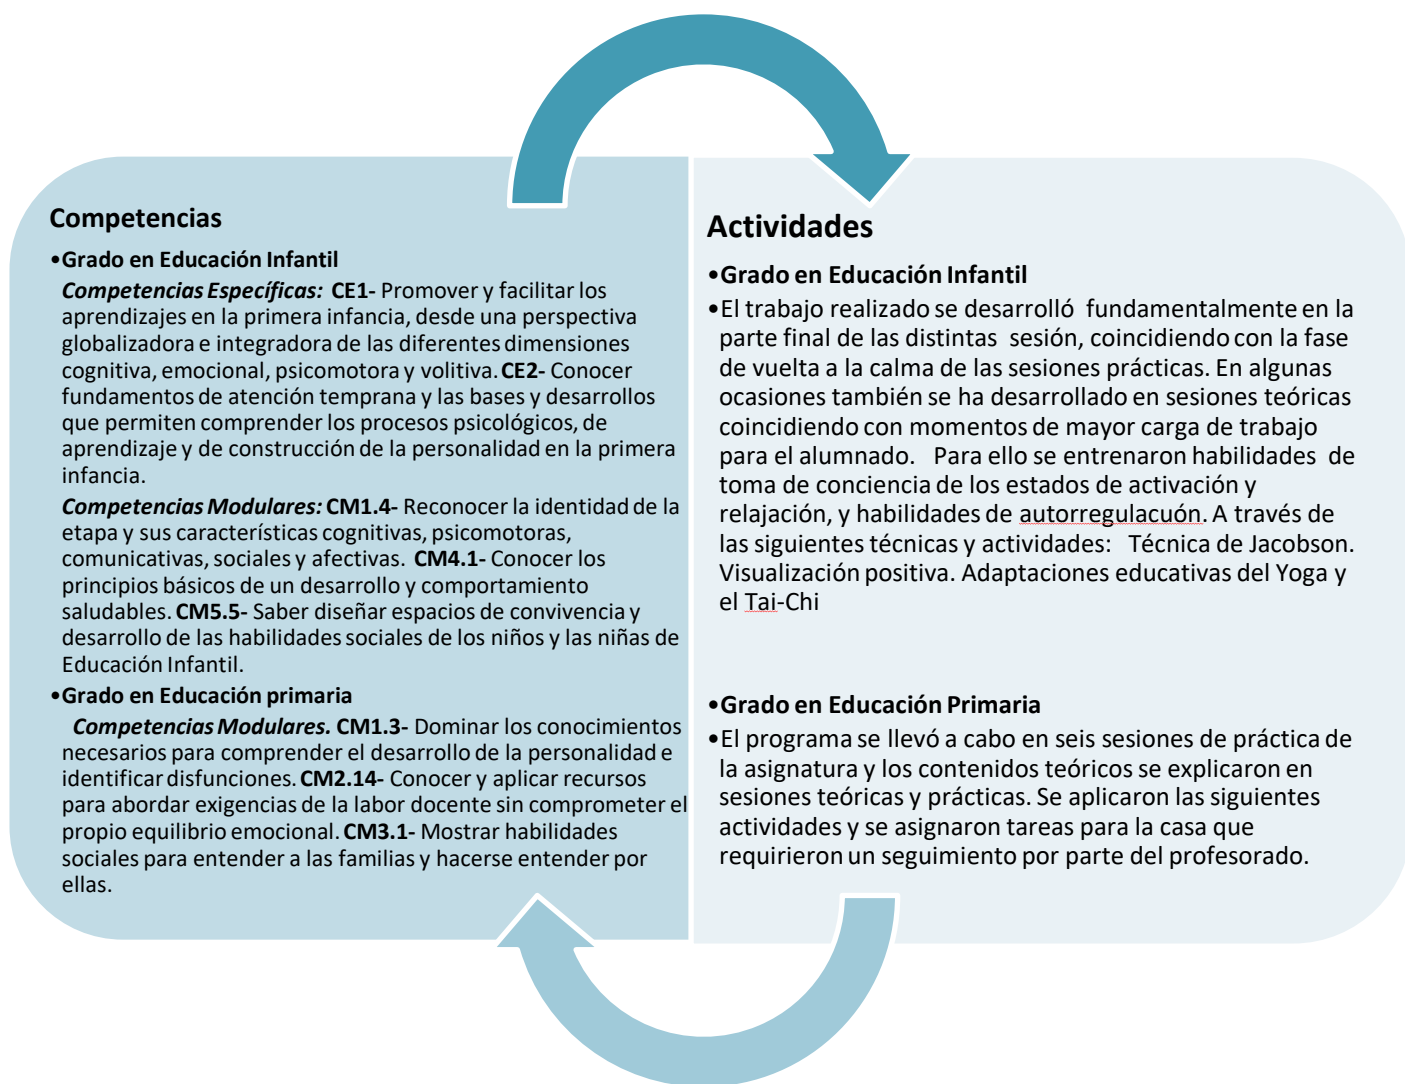 Competencias
•Grado en Educación Infantil
Competencias Específicas: CE1- Promover y facilitar los
aprendizajes en la primera infancia, desde una perspectiva
globalizadora e integradora de las diferentes dimensiones
cognitiva, emocional, psicomotora y volitiva. CE2- Conocer
fundamentos de atención temprana y las bases y desarrollos
que permiten comprender los procesos psicológicos, de
aprendizaje y de construcción de la personalidad en la primera
infancia.
Competencias Modulares: CM1.4- Reconocer la identidad de la
etapa y sus características cognitivas, psicomotoras,
comunicativas, sociales y afectivas. CM4.1- Conocer los
principios básicos de un desarrollo y comportamiento
saludables. CM5.5- Saber diseñar espacios de convivencia y
desarrollo de las habilidades sociales de los niños y las niñas de
Educación Infantil.
•Grado en Educación primaria
Competencias Modulares. CM1.3- Dominar los conocimientos
necesarios para comprender el desarrollo de la personalidad e
identificar disfunciones. CM2.14- Conocer y aplicar recursos
para abordar exigencias de la labor docente sin comprometer el
propio equilibrio emocional. CM3.1- Mostrar habilidades
sociales para entender a las familias y hacerse entender por
ellas.
Actividades
•Grado en Educación Infantil
•El trabajo realizado se desarrolló fundamentalmente en la
parte final de las distintas sesión, coincidiendo con la fase
de vuelta a la calma de las sesiones prácticas. En algunas
ocasiones también se ha desarrollado en sesiones teóricas
coincidiendo con momentos de mayor carga de trabajo
para el alumnado. Para ello se entrenaron habilidades de
toma de conciencia de los estados de activación y
relajación, y habilidades de autorregulacuón. A través de
las siguientes técnicas y actividades: Técnica de Jacobson.
Visualización positiva. Adaptaciones educativas del Yoga y
el Tai-Chi
•Grado en Educación Primaria
•El programa se llevó a cabo en seis sesiones de práctica de
la asignatura y los contenidos teóricos se explicaron en
sesiones teóricas y prácticas. Se aplicaron las siguientes
actividades y se asignaron tareas para la casa que
requirieron un seguimiento por parte del profesorado.